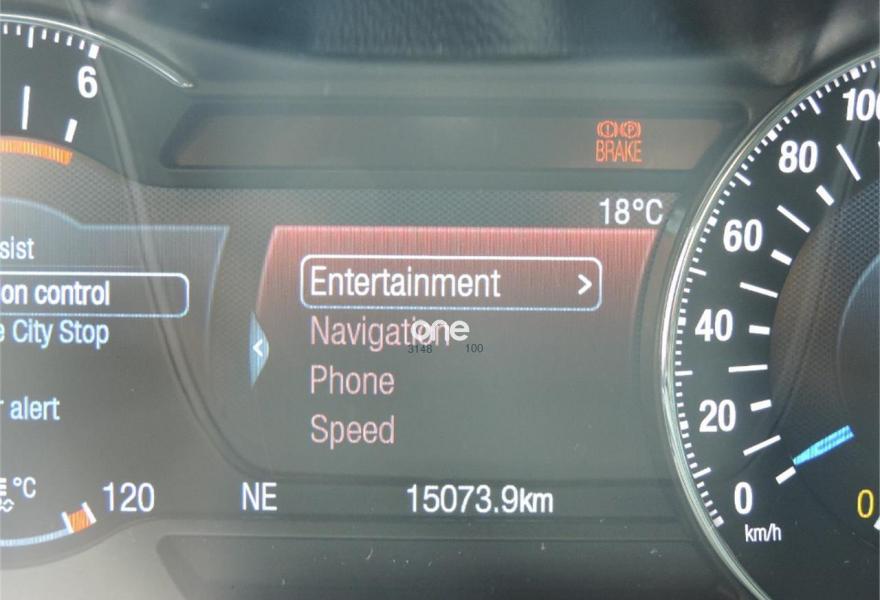 6
BRAKE
18°C
100
80
60
40
20
0
km/h
0
sist
on control
e City Stop
r alert
°C
120
Entertainment >
Navigation
Phone
Speed
one
3148 100
NE
15073.9km